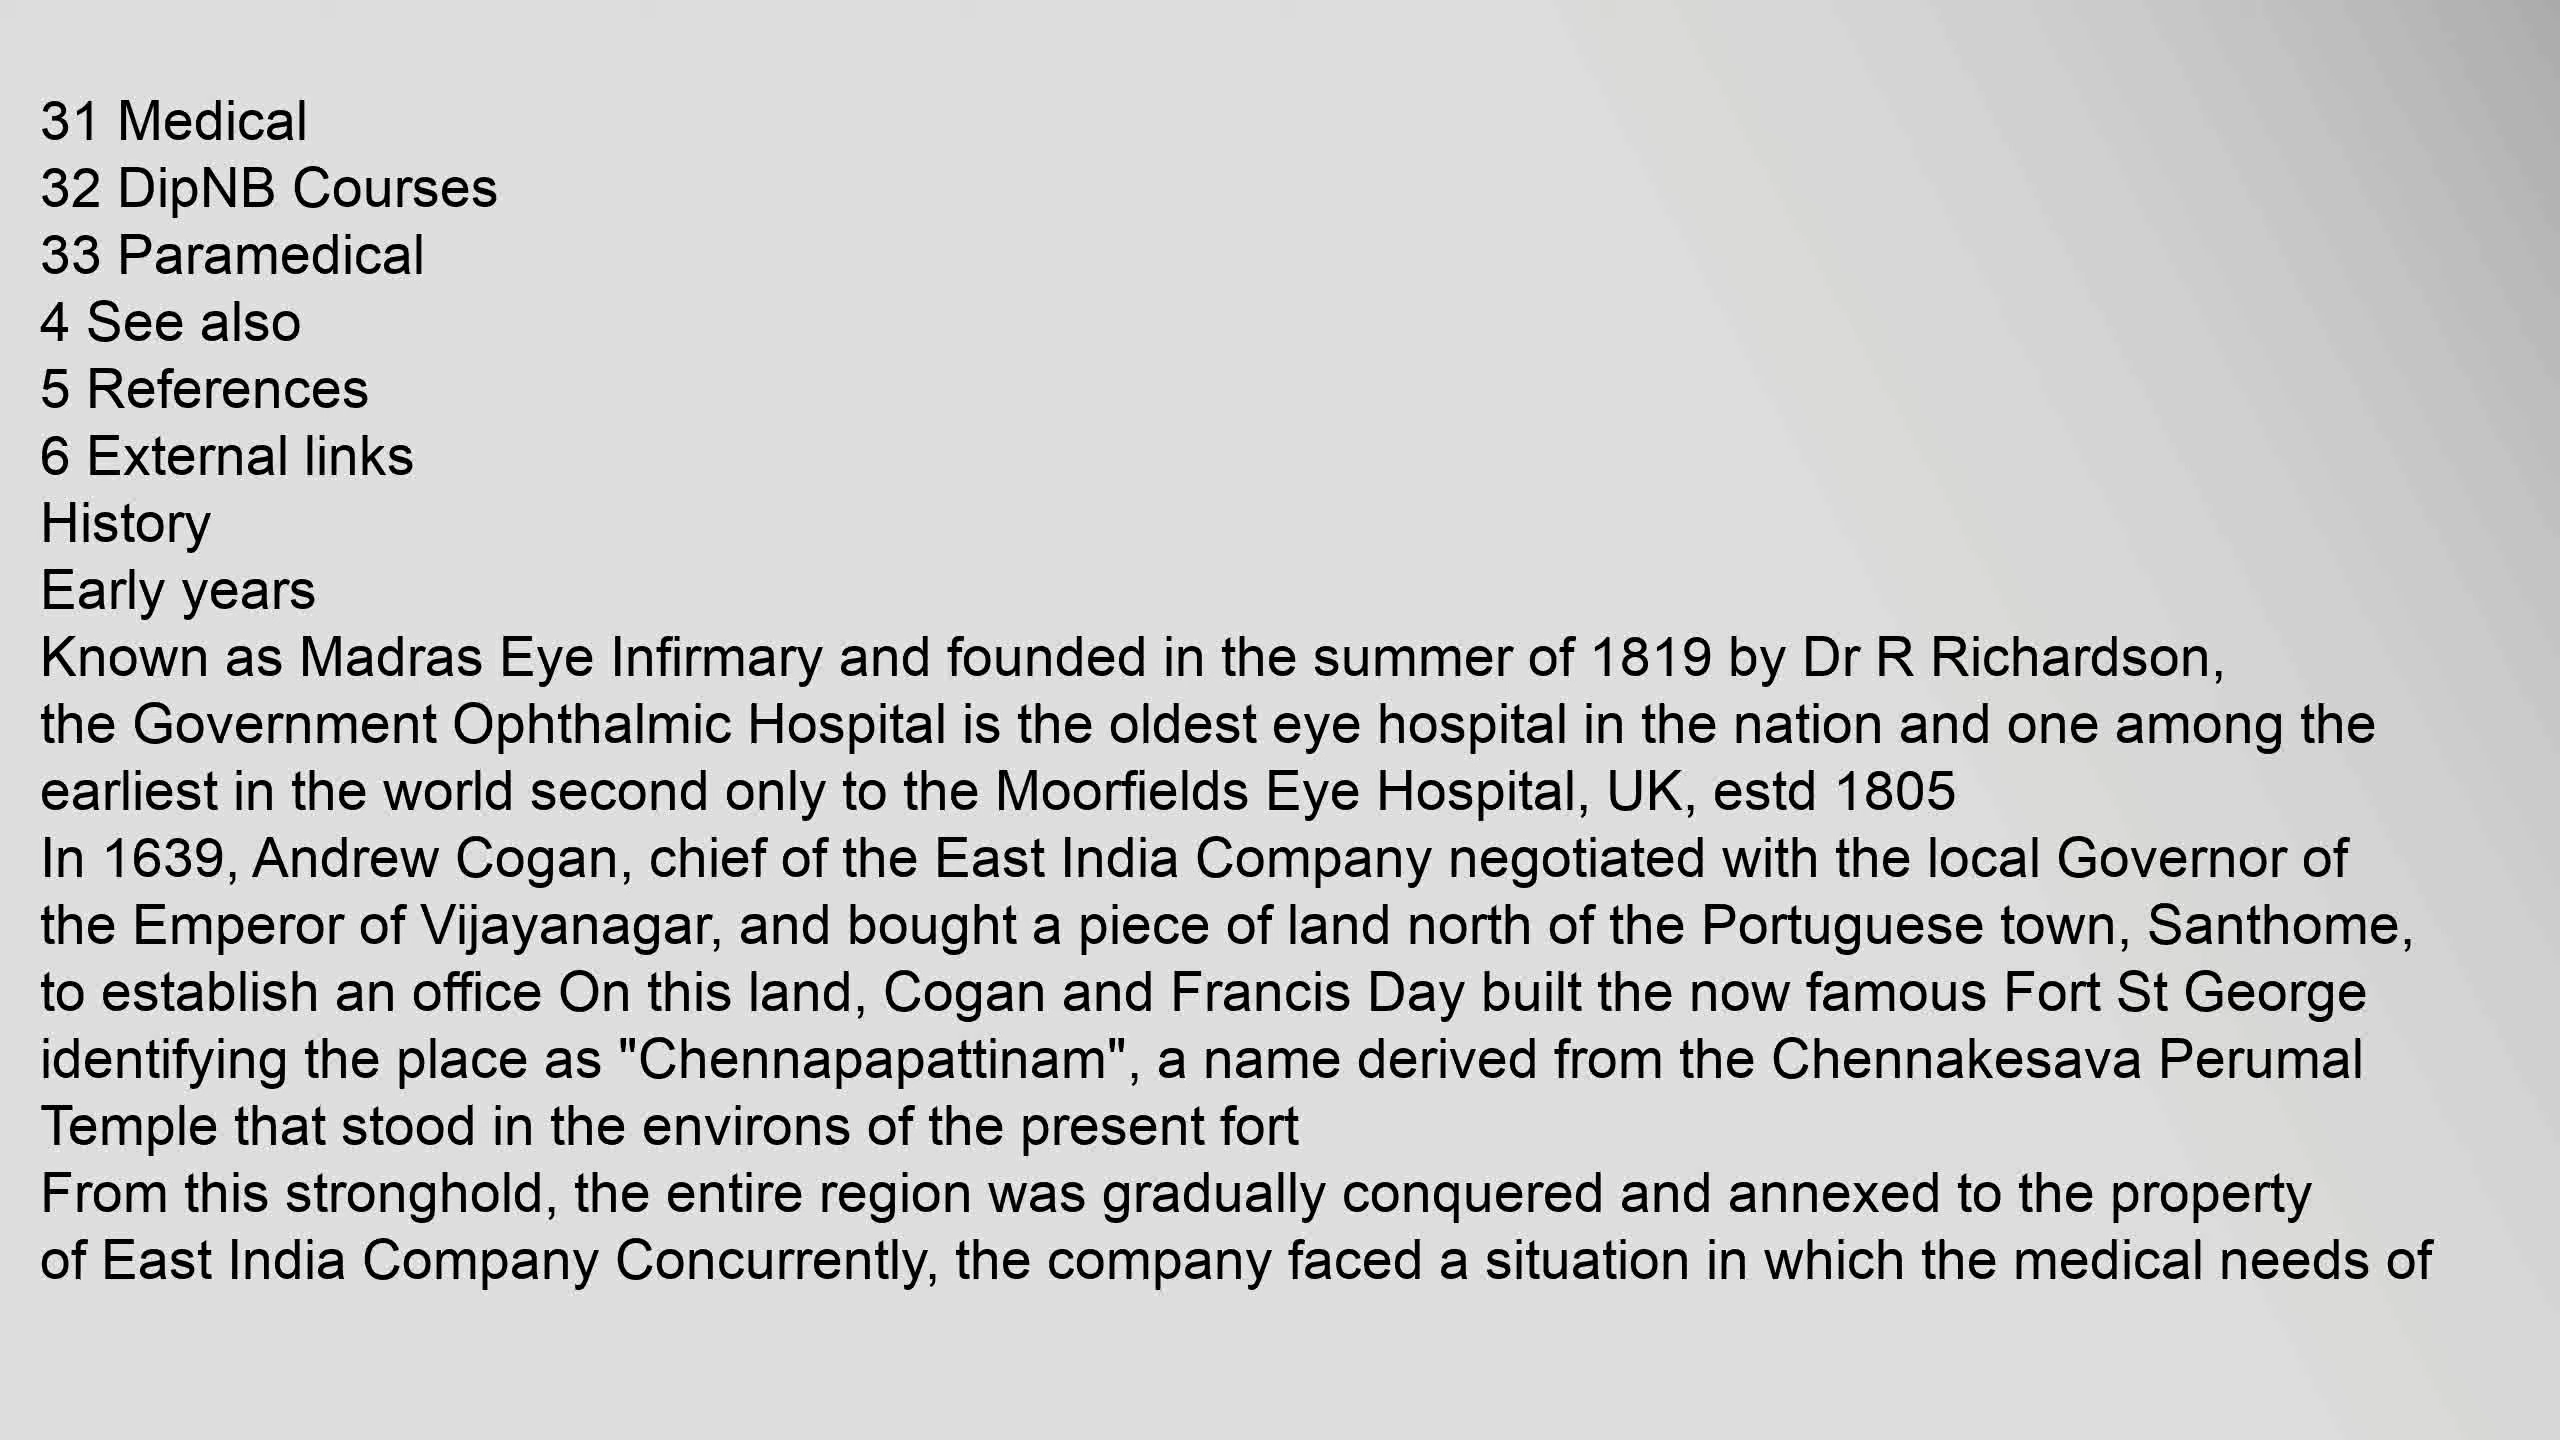 31 Medical
32 DipNB Courses
33 Paramedical
4 See also
5 References
6 External links
History
Early years
Known as Madras Eye Infirmary and founded in the summer of 1819 by Dr R Richardson,
the Government Ophthalmic Hospital is the oldest eye hospital in the nation and one among the
earliest in the world second only to the Moorfields Eye Hospital, UK, estd 1805
In 1639, Andrew Cogan, chief of the East India Company negotiated with the local Governor of
the Emperor of Vijayanagar, and bought a piece of land north of the Portuguese town, Santhome,
to establish an office On this land, Cogan and Francis Day built the now famous Fort St George
identifying the place as "Chennapapattinam", a name derived from the Chennakesava Perumal
Temple that stood in the environs of the present fort
From this stronghold, the entire region was gradually conquered and annexed to the property
of East India Company Concurrently, the company faced a situation in which the medical needs of